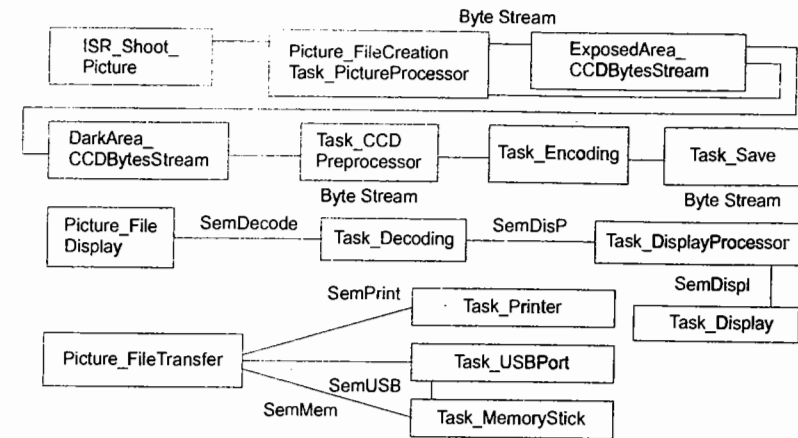 Byte Stream
ISR_Shoot_
Picture
Picture_FileCreation
Task_PictureProcessor
ExposedArea_
CCDBytesStream
DarkArea_
CCDBytesStream
Task_CCD
Preprocessor
Task_Encoding
Task_Save
Byte Stream
Byte Stream
Picture_File
Display
SemDecode
Task_Decoding
SemDisP
Task_DisplayProcessor
SemDispl
Task_Display
SemPrint
Task_Printer
Picture_FileTransfer
Task_USBPort
SemUSB
SemMem
Task_MemoryStick